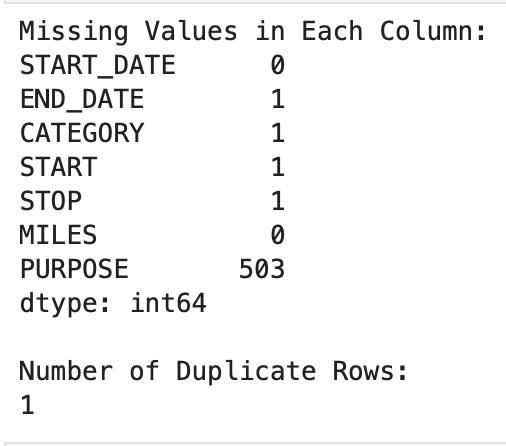 Missing Values in Each Column:
START_DATE 0
END_DATE 1
CATEGORY 1
START 1
STOP 1
MILES 0
PURPOSE 503
dtype: int64
Number of Duplicate Rows:
1